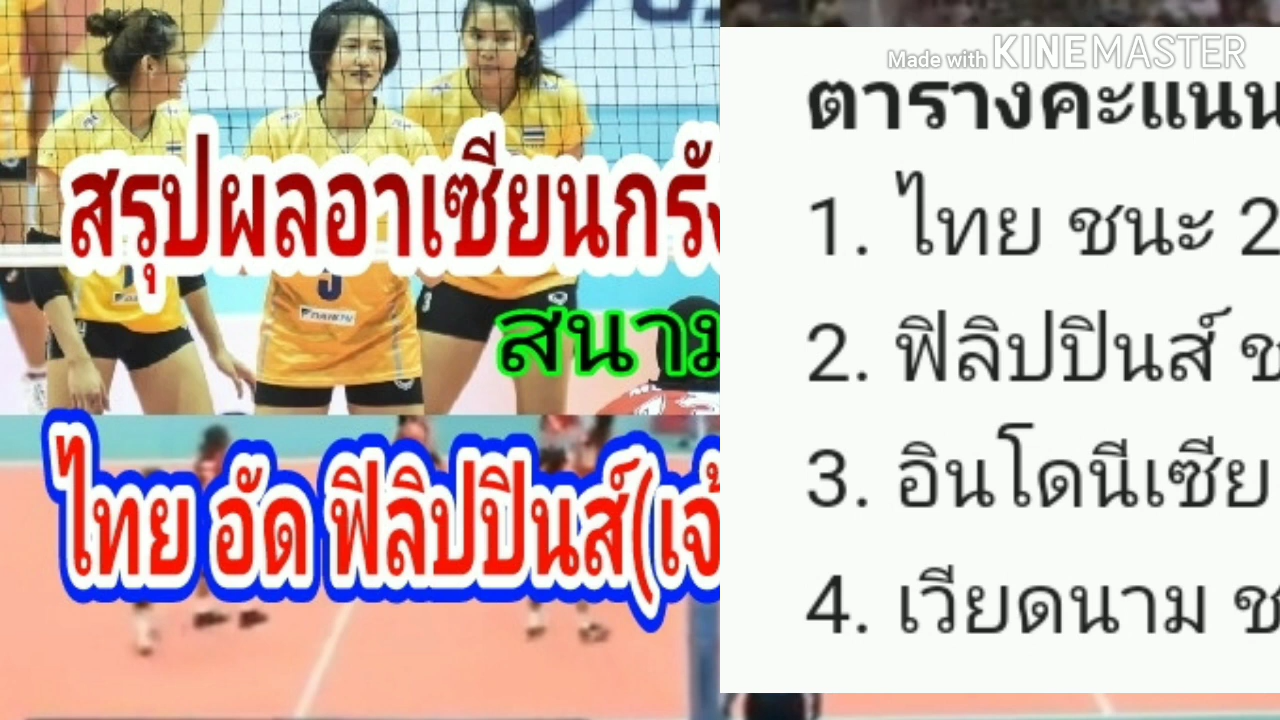 Made with KINEMASTER
สรุปผลอาเซียนกรั
สนาม
ไทย อัด ฟิลิปปินส์(เจ้
ตารางคะแนน
1. ไทย ชนะ 2
2. ฟิลิปปินส์ ช
3. อินโดนีเซีย
4. เวียดนาม ช